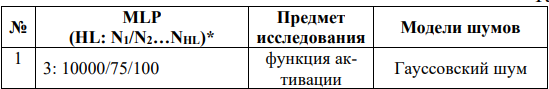 №
MLP
(HL: N1/N2…NHL)*
Предмет
исследования
Модели шумов
1
3: 10000/75/100
функция ак-
тивации
Гауссовский шум